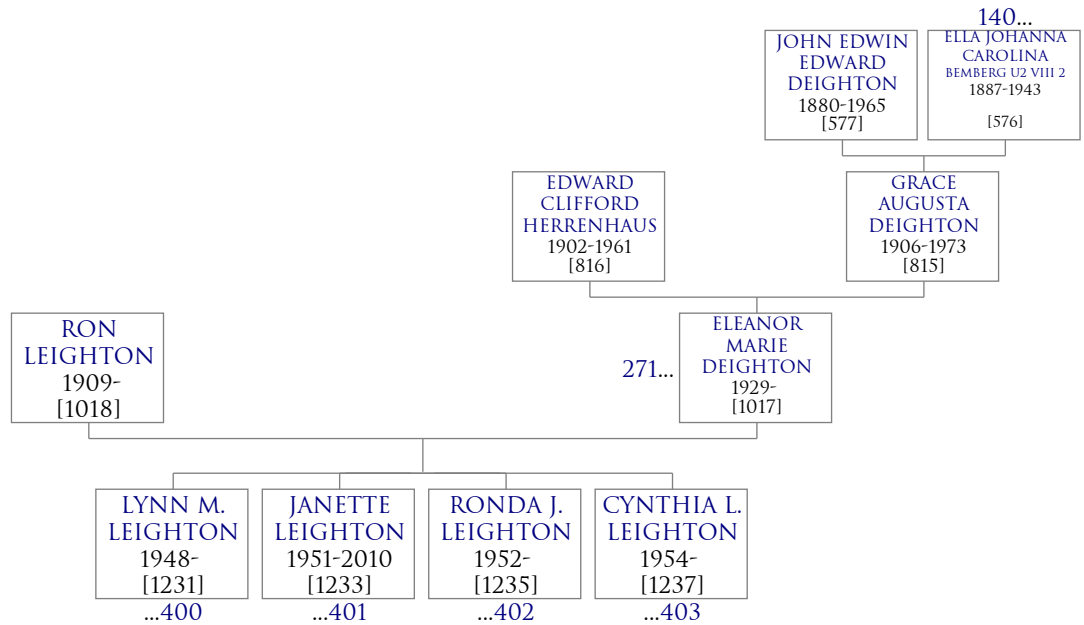 140...
JOHN EDWIN
EDWARD
DEIGHTON
1880-1965
[577]
ELLA JOHANNA
CAROLINA
BEMBERG U2 VIII 2
1887-1943
[576]
EDWARD
CLIFFORD
HERRENHAUS
1902-1961
[816]
GRACE
AUGUSTA
DEIGHTON
1906-1973
[815]
RON
LEIGHTON
1909-
[1018]
271...
ELEANOR
MARIE
DEIGHTON
1929-
[1017]
LYNN M.
LEIGHTON
1948-
[1231]
...400
JANETTE
LEIGHTON
1951-2010
[1233]
...401
RONDA J.
LEIGHTON
1952-
[1235]
...402
CYNTHIA L.
LEIGHTON
1954-
[1237]
...403